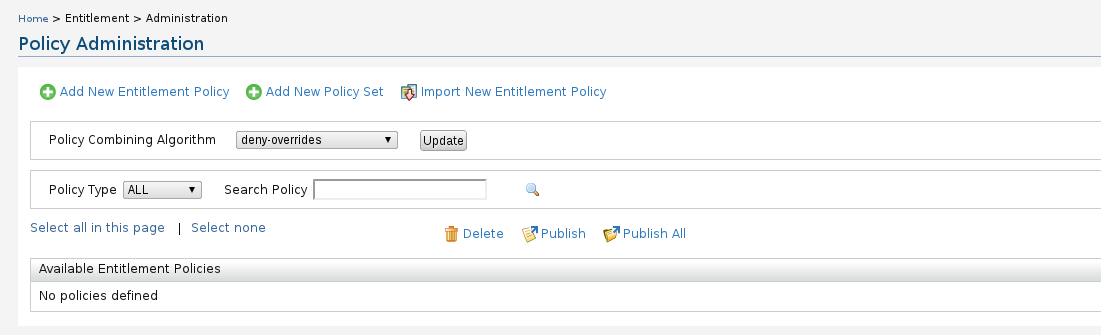 Home > Entitlement > Administration
Policy Administration
Add New Entitlement Policy Add New Policy Set Import New Entitlement Policy
Policy Combining Algorithm deny-overrides Update
Policy Type ALL Search Policy
Select all in this page | Select none Delete Publish Publish All
Available Entitlement Policies
No policies defined